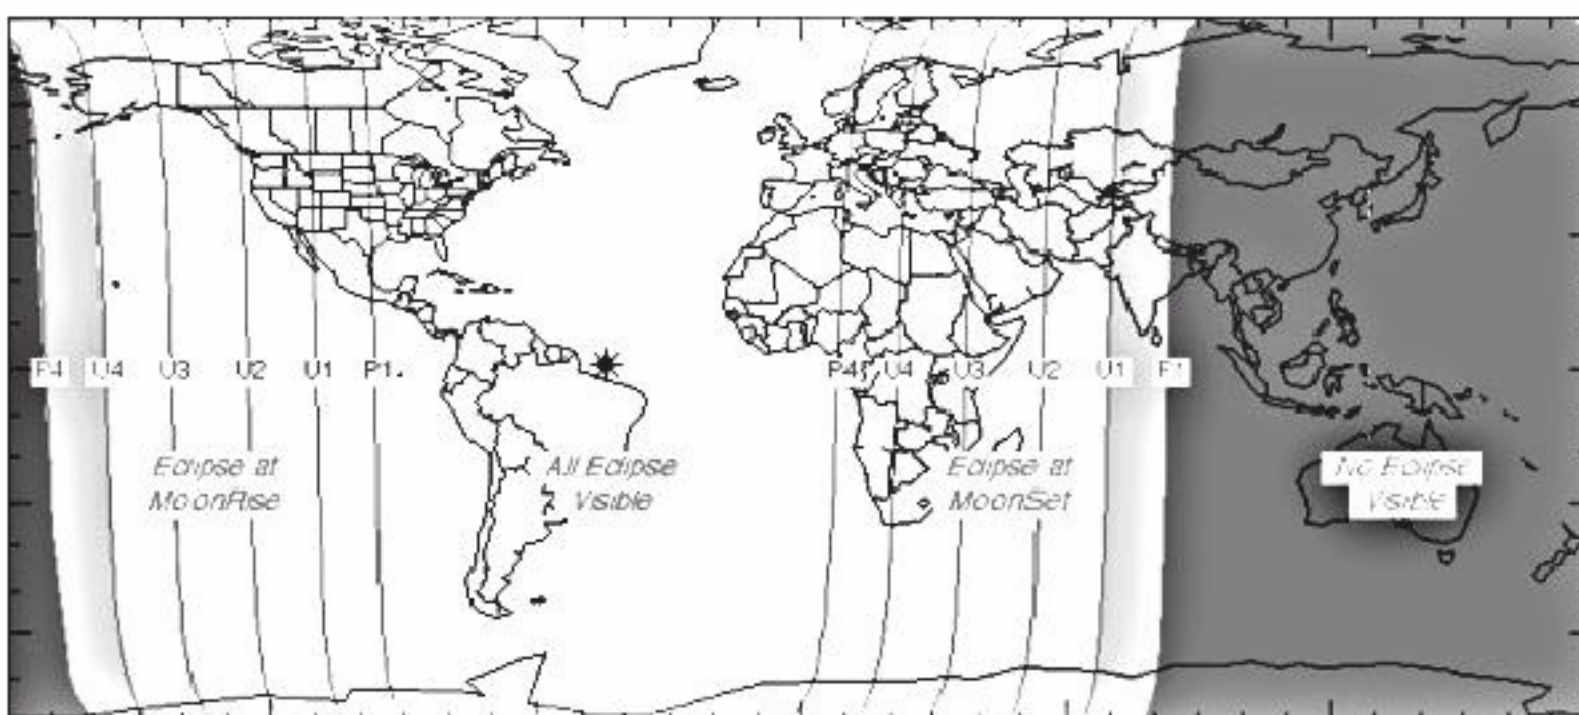 P4 U4 U3 U2 U1 P1 P4 U4 U3 U2 U1 P1
Eclipse at
MoonRise
All Eclipse
Visible
Eclipse at
MoonSet
No Eclipse
Visible